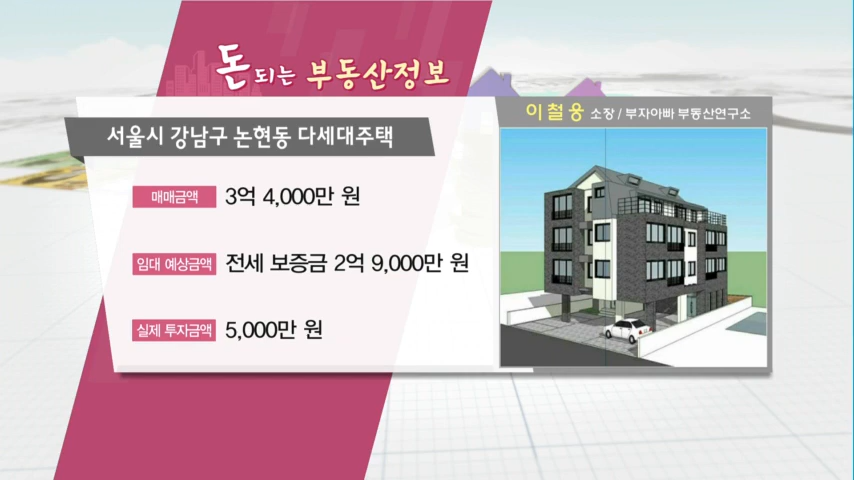 돈되는 부동산정보
이철용 소장 / 부자아빠 부동산연구소
서울시 강남구 논현동 다세대주택
매매금액 3억 4,000만 원
임대 예상금액 전세 보증금 2억 9,000만 원
실제 투자금액 5,000만 원